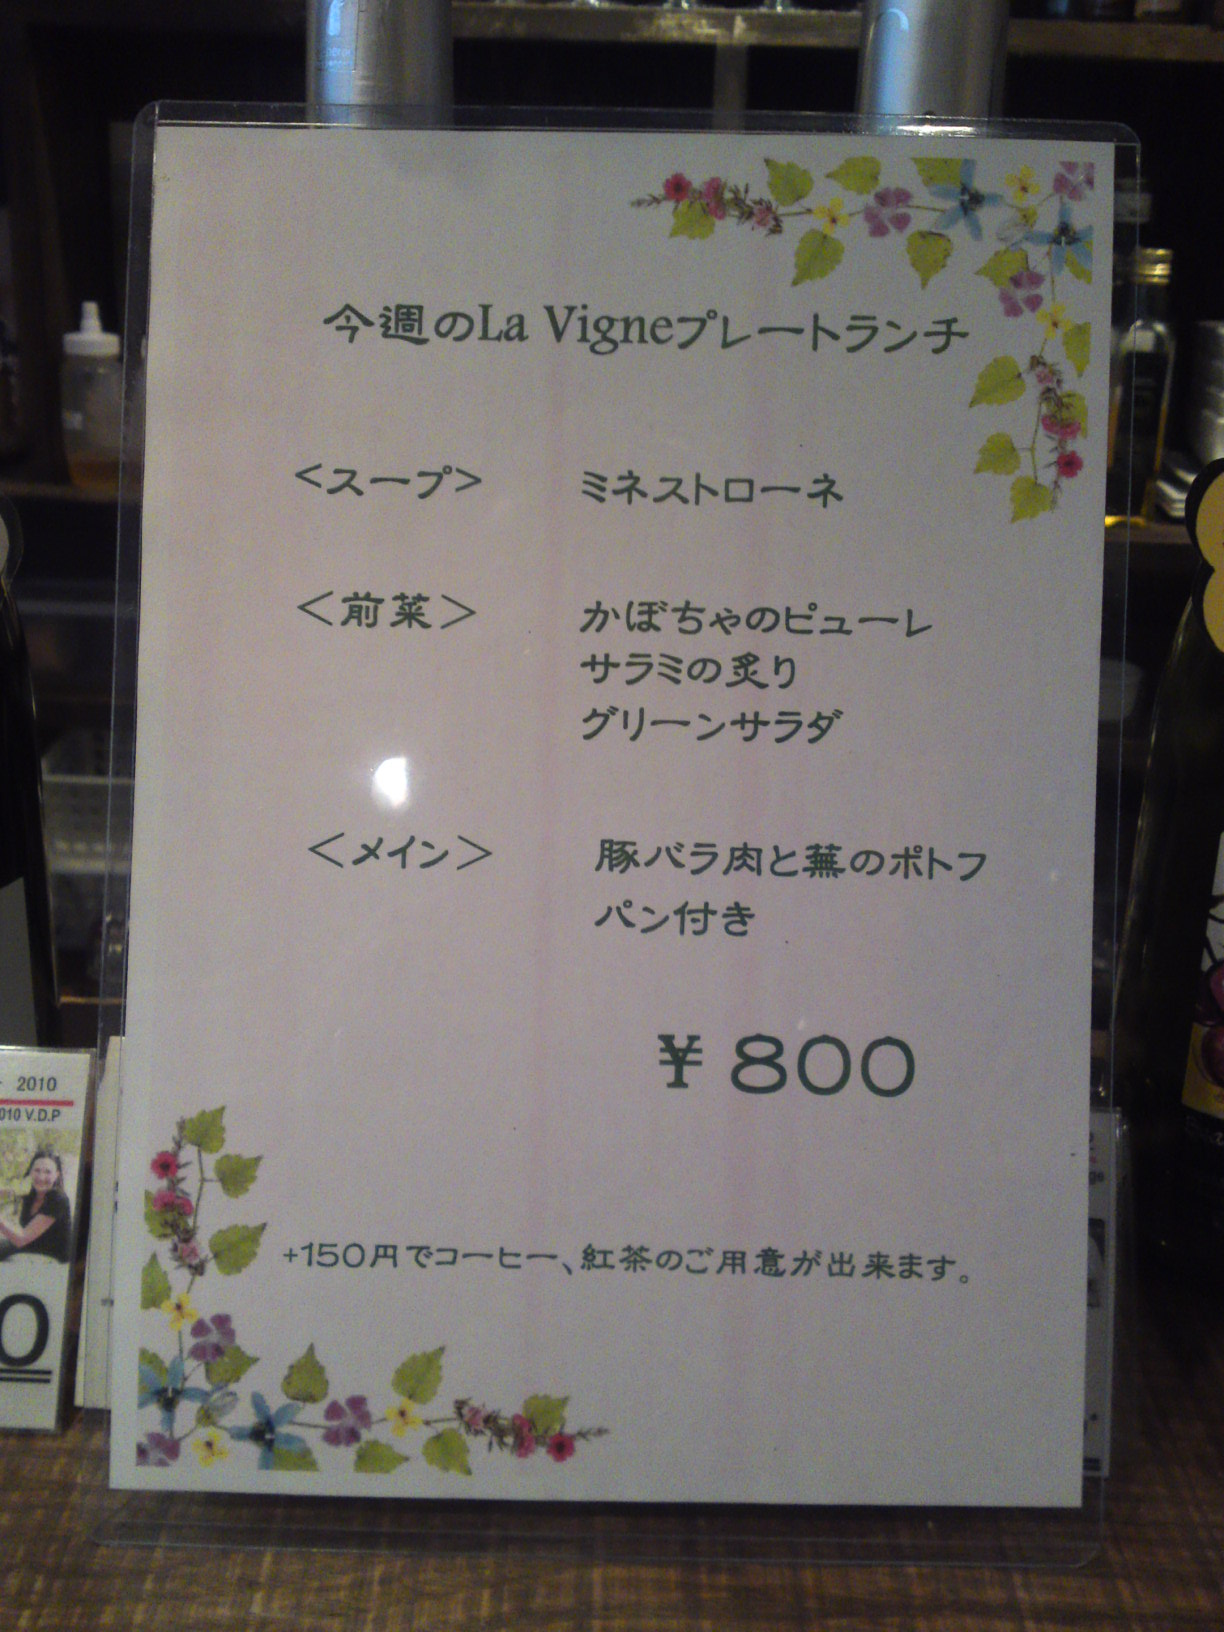 今週のLa Vigneプレートランチ
<スープ> ミネストローネ
＜前菜＞ かぼちゃのピューレ
サラミの炙り
グリーンサラダ
＜メイン＞ 豚バラ肉と蕪のポトフ
パン付き
￥800
+150円でコーヒー、紅茶のご用意が出来ます。
2010
010 V.D.P
0